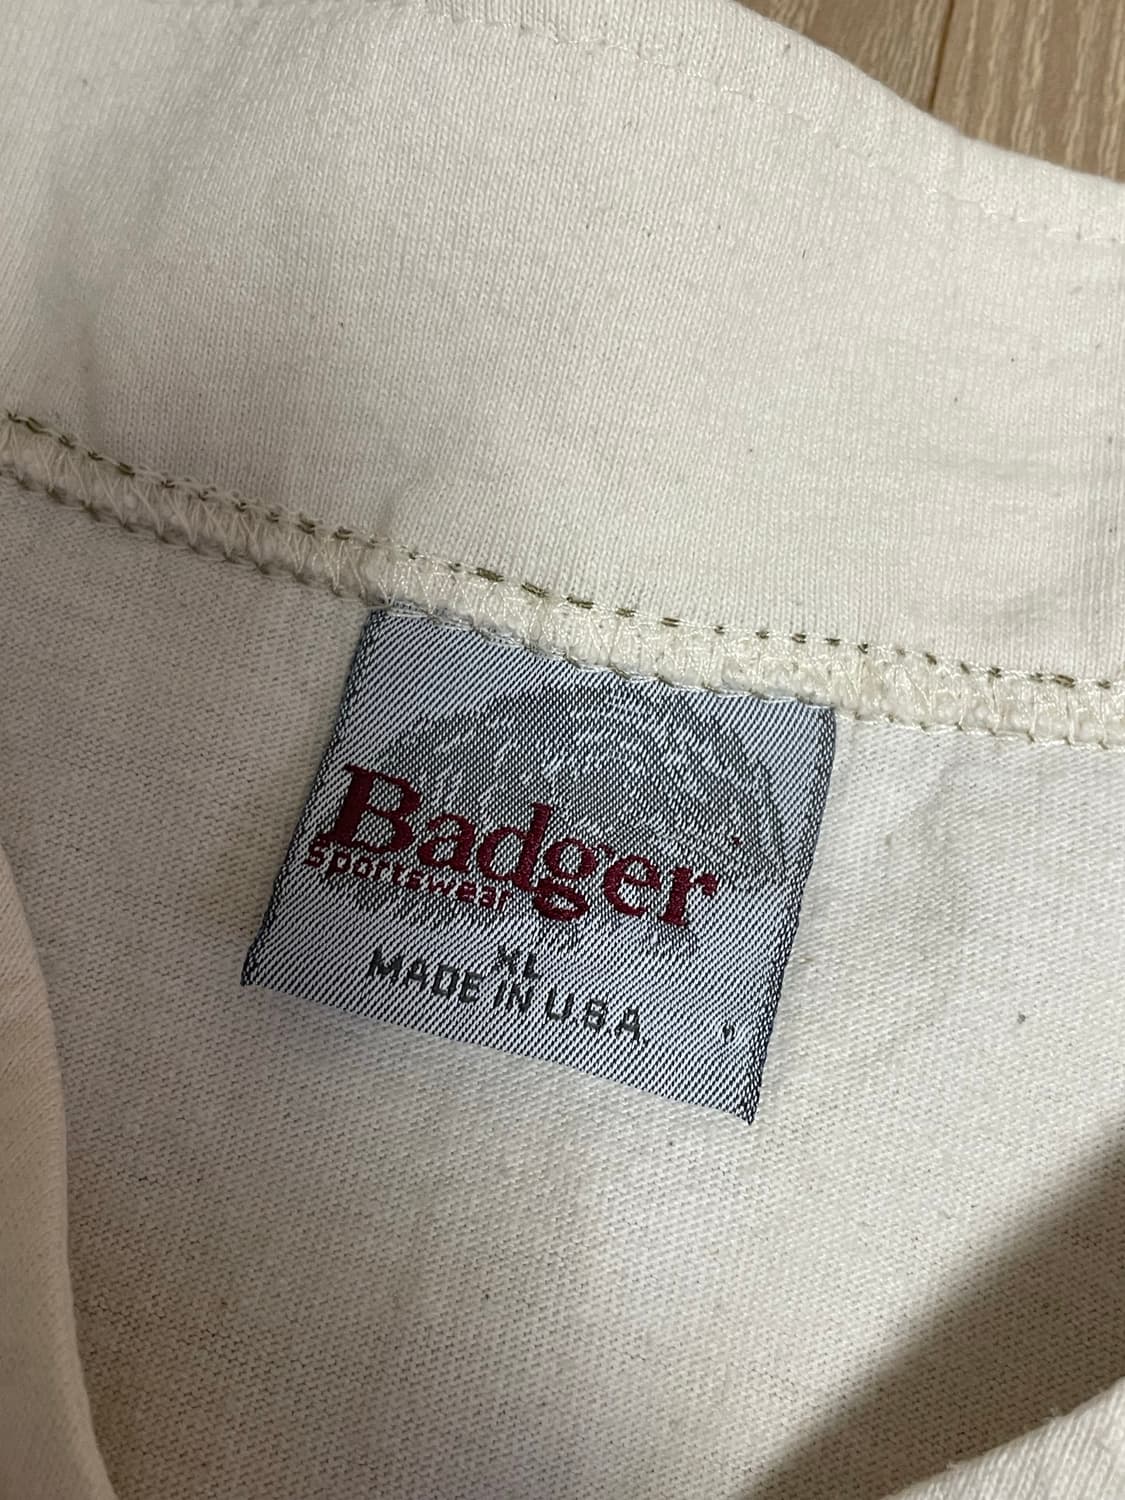 Badger
sportswear
XL
MADE IN U.S.A.